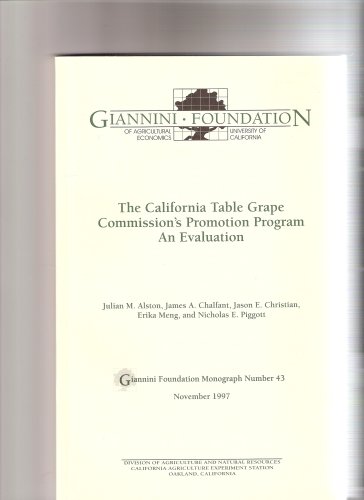 GIANNINI · FOUNDATION
OF AGRICULTURAL ECONOMICS
UNIVERSITY OF CALIFORNIA
The California Table Grape
Commission's Promotion Program
An Evaluation
Julian M. Alston, James A. Chalfant, Jason E. Christian,
Erika Meng, and Nicholas E. Piggott
Giannini Foundation Monograph Number 43
November 1997
DIVISION OF AGRICULTURE AND NATURAL RESOURCES
CALIFORNIA AGRICULTURE EXPERIMENT STATION
OAKLAND, CALIFORNIA